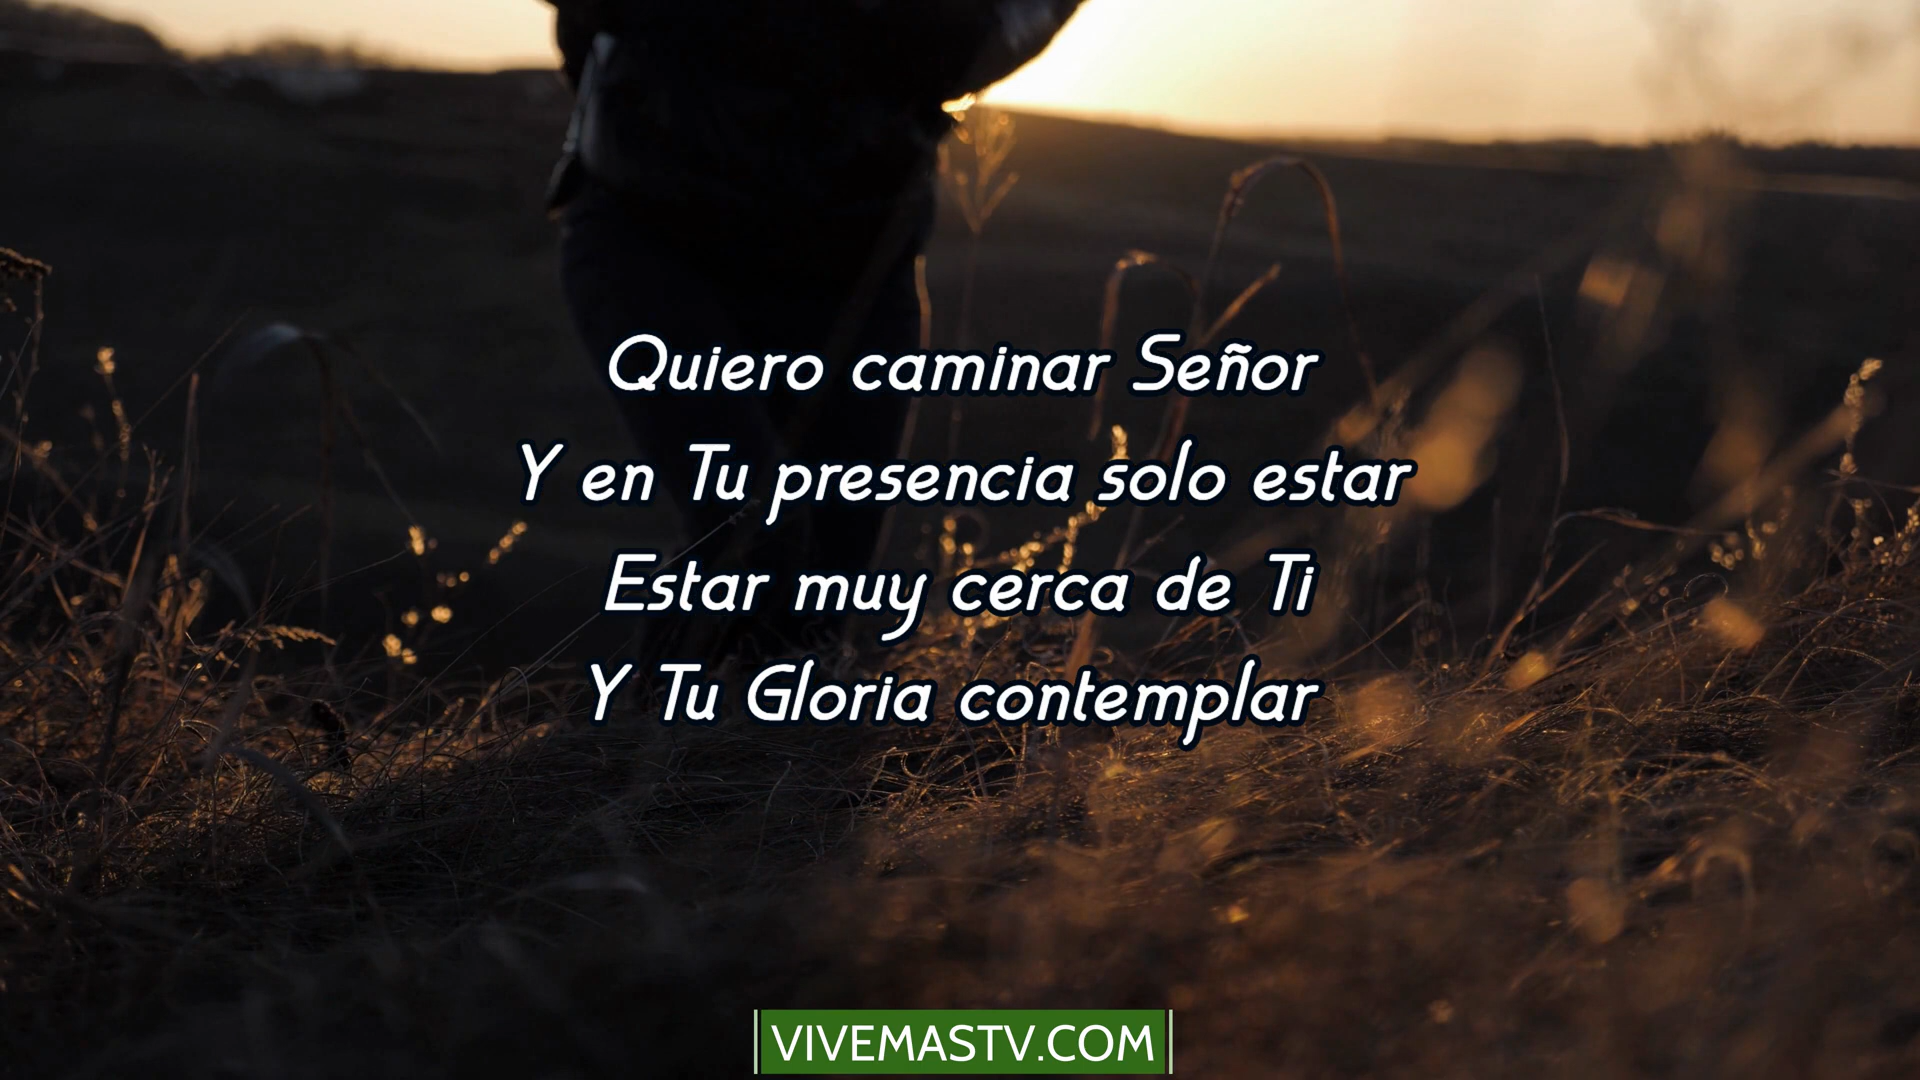 Quiero caminar Señor
Y en Tu presencia solo estar
Estar muy cerca de Ti
Y Tu Gloria contemplar
VIVEMASTV.COM